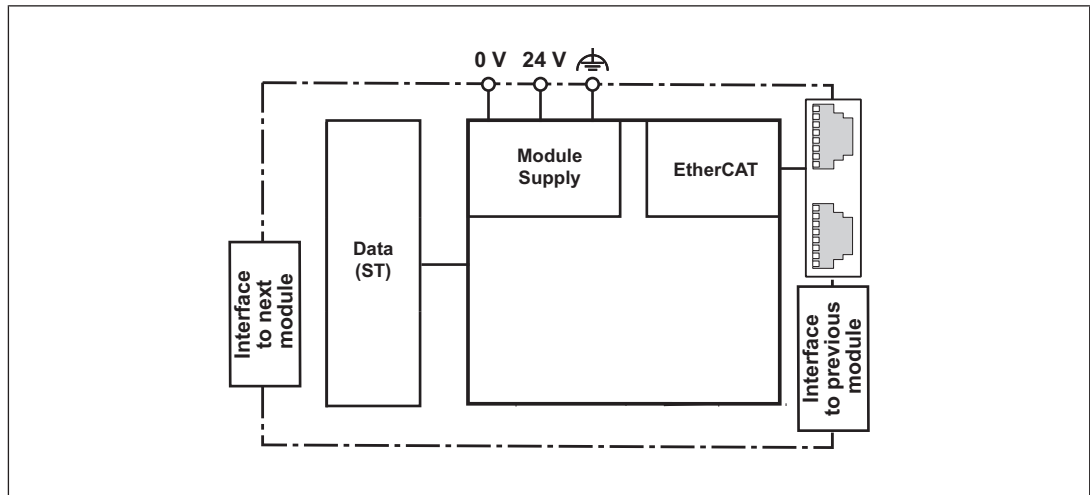 0 V 24 V
Module
Supply
EtherCAT
Data
(ST)
Interface
to next
module
Interface
to previous
module